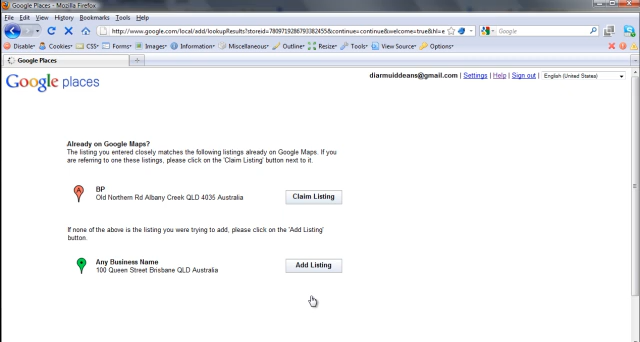 Google Places - Mozilla Firefox
File Edit View History Bookmarks Tools Help
http://www.google.com/local/add/lookupResults?storeid=7809719286793382455&continue=continue&welcome=true&hl=e
Google
Disable Cookies CSS Forms Images Information Miscellaneous Outline Resize Tools View Source Options
Google Places
Google places
diarmuiddeans@gmail.com | Settings | Help | Sign out | English (United States)
Already on Google Maps?
The listing you entered closely matches the following listings already on Google Maps. If you
are referring to one these listings, please click on the 'Claim Listing' button next to it.
A
BP
Old Northern Rd Albany Creek QLD 4035 Australia
Claim Listing
If none of the above is the listing you were trying to add, please click on the 'Add Listing'
button.
Any Business Name
100 Queen Street Brisbane QLD Australia
Add Listing